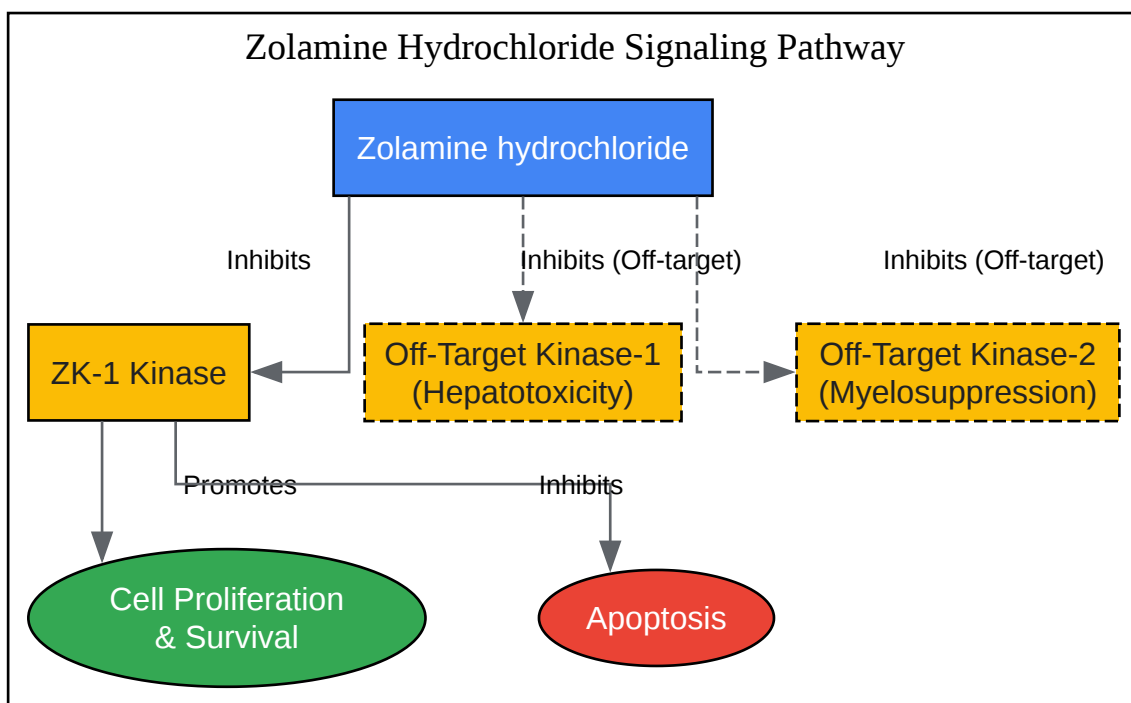 Zolamine Hydrochloride Signaling Pathway
Zolamine hydrochloride
Inhibits
Inhibits (Off-target)
Inhibits (Off-target)
ZK-1 Kinase
Off-Target Kinase-1
(Hepatotoxicity)
Off-Target Kinase-2
(Myelosuppression)
Promotes
Inhibits
Cell Proliferation
& Survival
Apoptosis